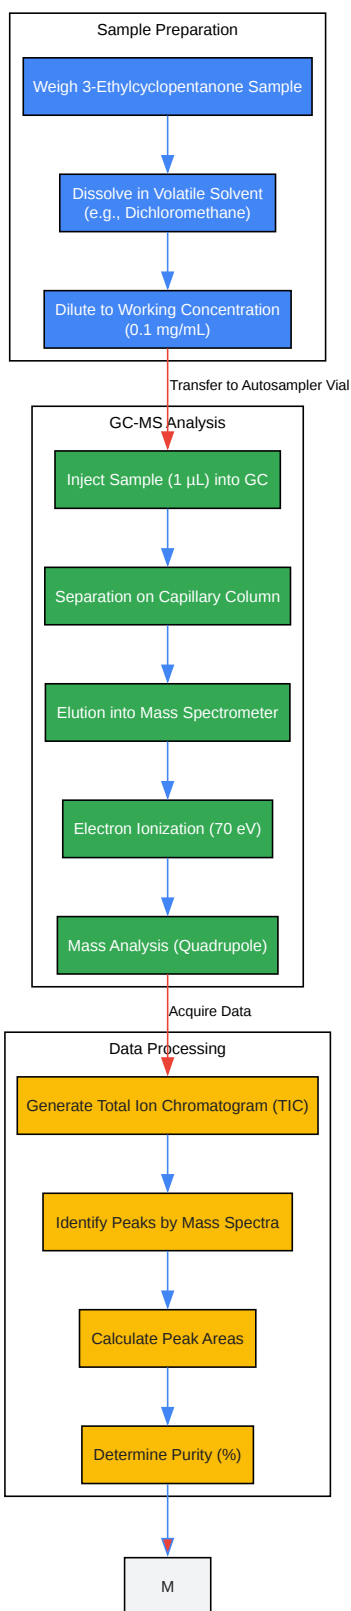 Sample Preparation
Weigh 3-Ethylcyclopentanone Sample
Dissolve in Volatile Solvent
(e.g., Dichloromethane)
Dilute to Working Concentration
(0.1 mg/mL)
Transfer to Autosampler Vial
GC-MS Analysis
Inject Sample (1 µL) into GC
Separation on Capillary Column
Elution into Mass Spectrometer
Electron Ionization (70 eV)
Mass Analysis (Quadrupole)
Acquire Data
Data Processing
Generate Total Ion Chromatogram (TIC)
Identify Peaks by Mass Spectra
Calculate Peak Areas
Determine Purity (%)
M